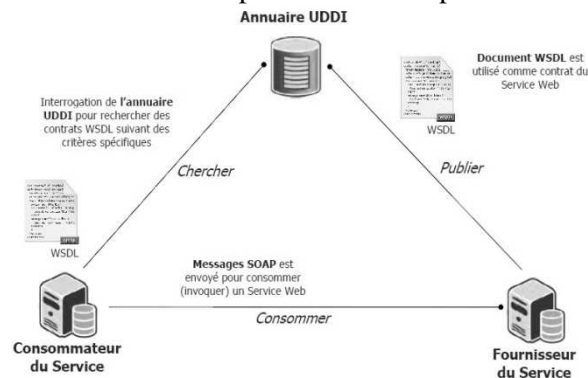 Annuaire UDDI
Document WSDL est
utilisé comme contrat du
Service Web
WSDL
Interrogation de l'annuaire
UDDI pour rechercher des
contrats WSDL suivant des
critères spécifiques
Chercher
Publier
WSDL
Messages SOAP est
envoyé pour consommer
(invoquer) un Service Web
Consommer
Consommateur
du Service
Fournisseur
du Service